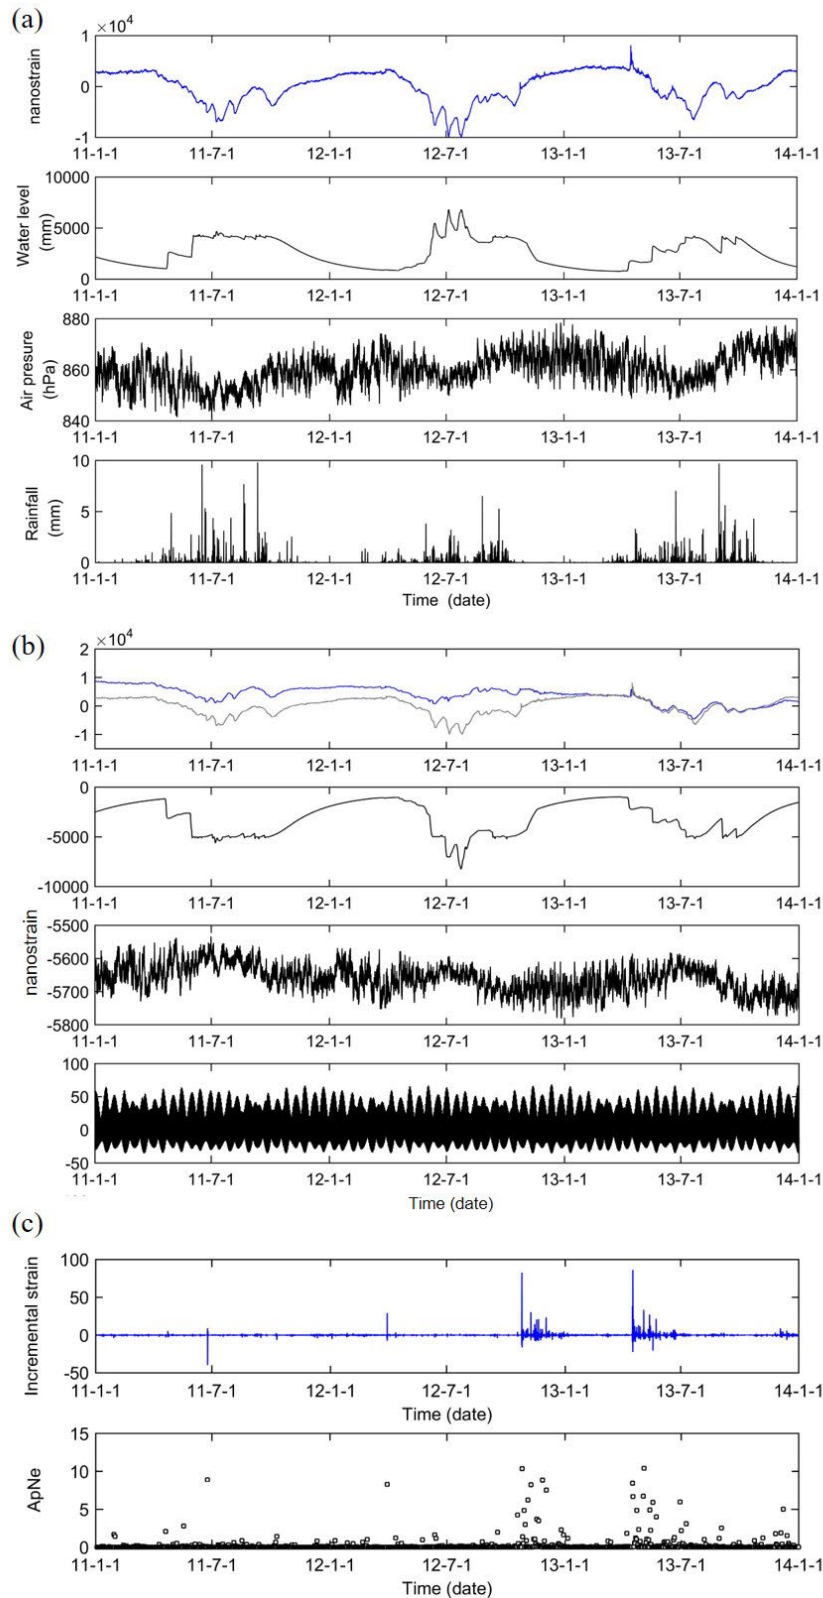 (a)
×10^4
nanostrain
1
0
-1
11-1-1 11-7-1 12-1-1 12-7-1 13-1-1 13-7-1 14-1-1
Water level
(mm)
10000
5000
0
11-1-1 11-7-1 12-1-1 12-7-1 13-1-1 13-7-1 14-1-1
Air presure
(hPa)
880
860
840
11-1-1 11-7-1 12-1-1 12-7-1 13-1-1 13-7-1 14-1-1
Rainfall
(mm)
10
5
0
11-1-1 11-7-1 12-1-1 12-7-1 13-1-1 13-7-1 14-1-1
Time (date)
(b)
×10^4
2
1
0
-1
11-1-1 11-7-1 12-1-1 12-7-1 13-1-1 13-7-1 14-1-1
0
-5000
-10000
11-1-1 11-7-1 12-1-1 12-7-1 13-1-1 13-7-1 14-1-1
nanostrain
-5500
-5600
-5700
-5800
11-1-1 11-7-1 12-1-1 12-7-1 13-1-1 13-7-1 14-1-1
100
50
0
-50
11-1-1 11-7-1 12-1-1 12-7-1 13-1-1 13-7-1 14-1-1
Time (date)
(c)
Incremental strain
100
50
0
-50
11-1-1 11-7-1 12-1-1 12-7-1 13-1-1 13-7-1 14-1-1
Time (date)
ApNe
15
10
5
0
11-1-1 11-7-1 12-1-1 12-7-1 13-1-1 13-7-1 14-1-1
Time (date)